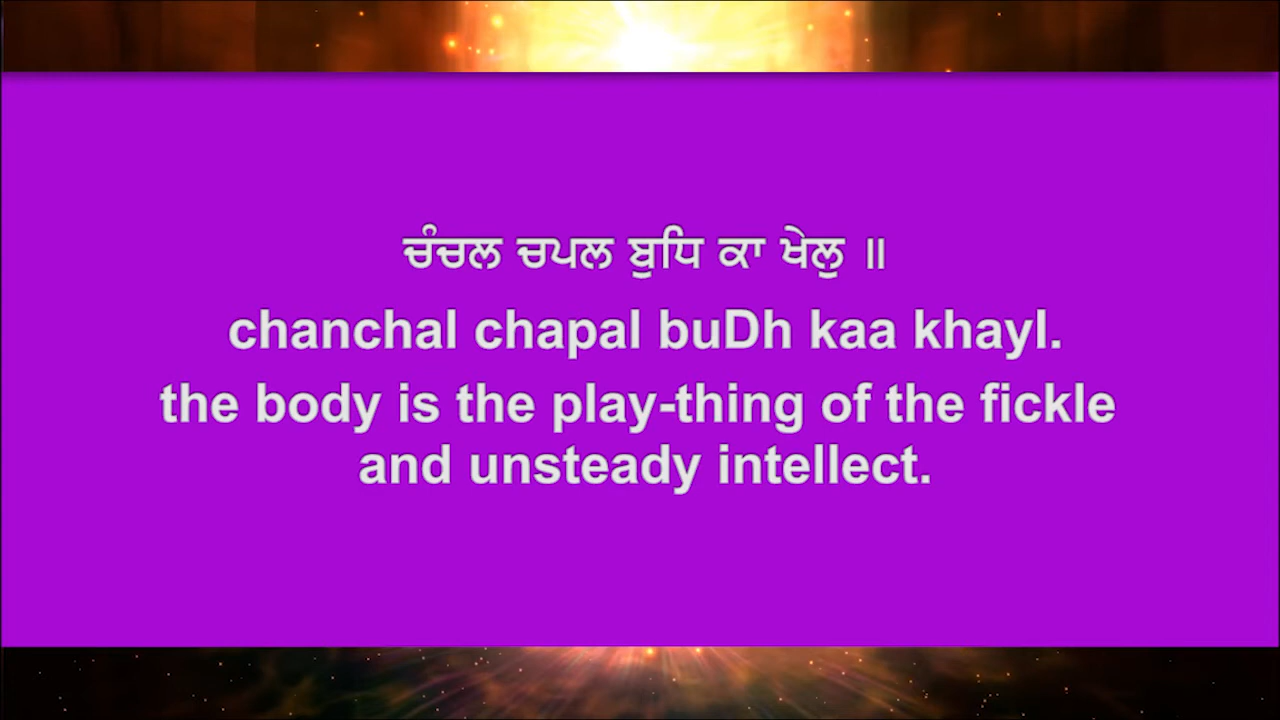 ਚੰਚਲ ਚਪਲ ਬੁਧਿ ਕਾ ਖੇਲੁ ॥
chanchal chapal buDh kaa khayl.
the body is the play-thing of the fickle
and unsteady intellect.